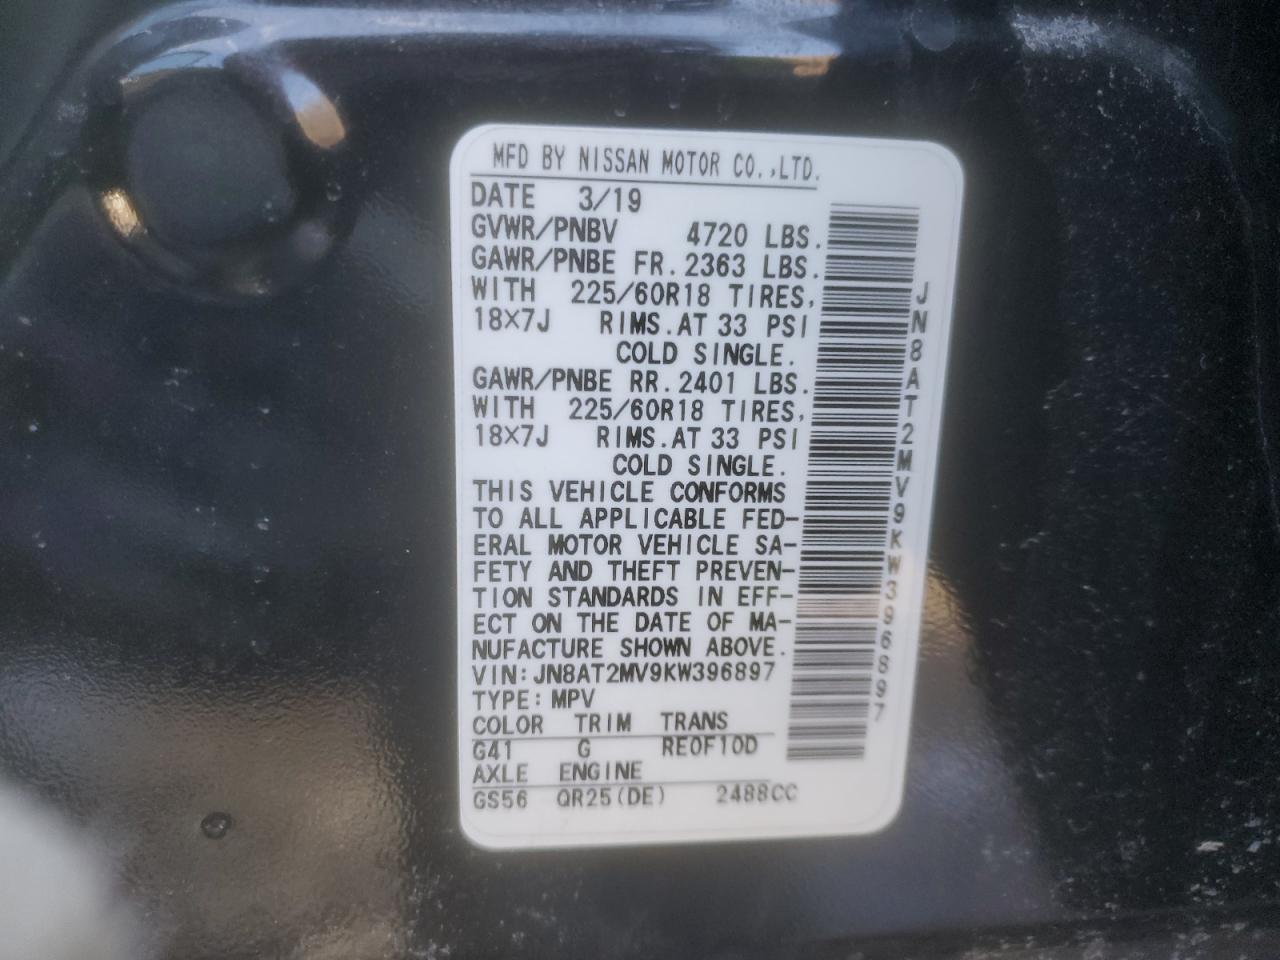 MFD BY NISSAN MOTOR CO.,LTD.
DATE 3/19
GVWR/PNBV 4720 LBS.
GAWR/PNBE FR. 2363 LBS.
WITH 225/60R18 TIRES,
18×7J RIMS.AT 33 PSI
COLD SINGLE.
GAWR/PNBE RR. 2401 LBS.
WITH 225/60R18 TIRES,
18×7J RIMS.AT 33 PSI
COLD SINGLE.
THIS VEHICLE CONFORMS
TO ALL APPLICABLE FED-
ERAL MOTOR VEHICLE SA-
FETY AND THEFT PREVEN-
TION STANDARDS IN EFF-
ECT ON THE DATE OF MA-
NUFACTURE SHOWN ABOVE.
VIN:JN8AT2MV9KW396897
TYPE:MPV
COLOR TRIM TRANS
G41 G RE0F10D
AXLE ENGINE
GS56 QR25(DE) 2488CC
JN8AT2MV9KW396897